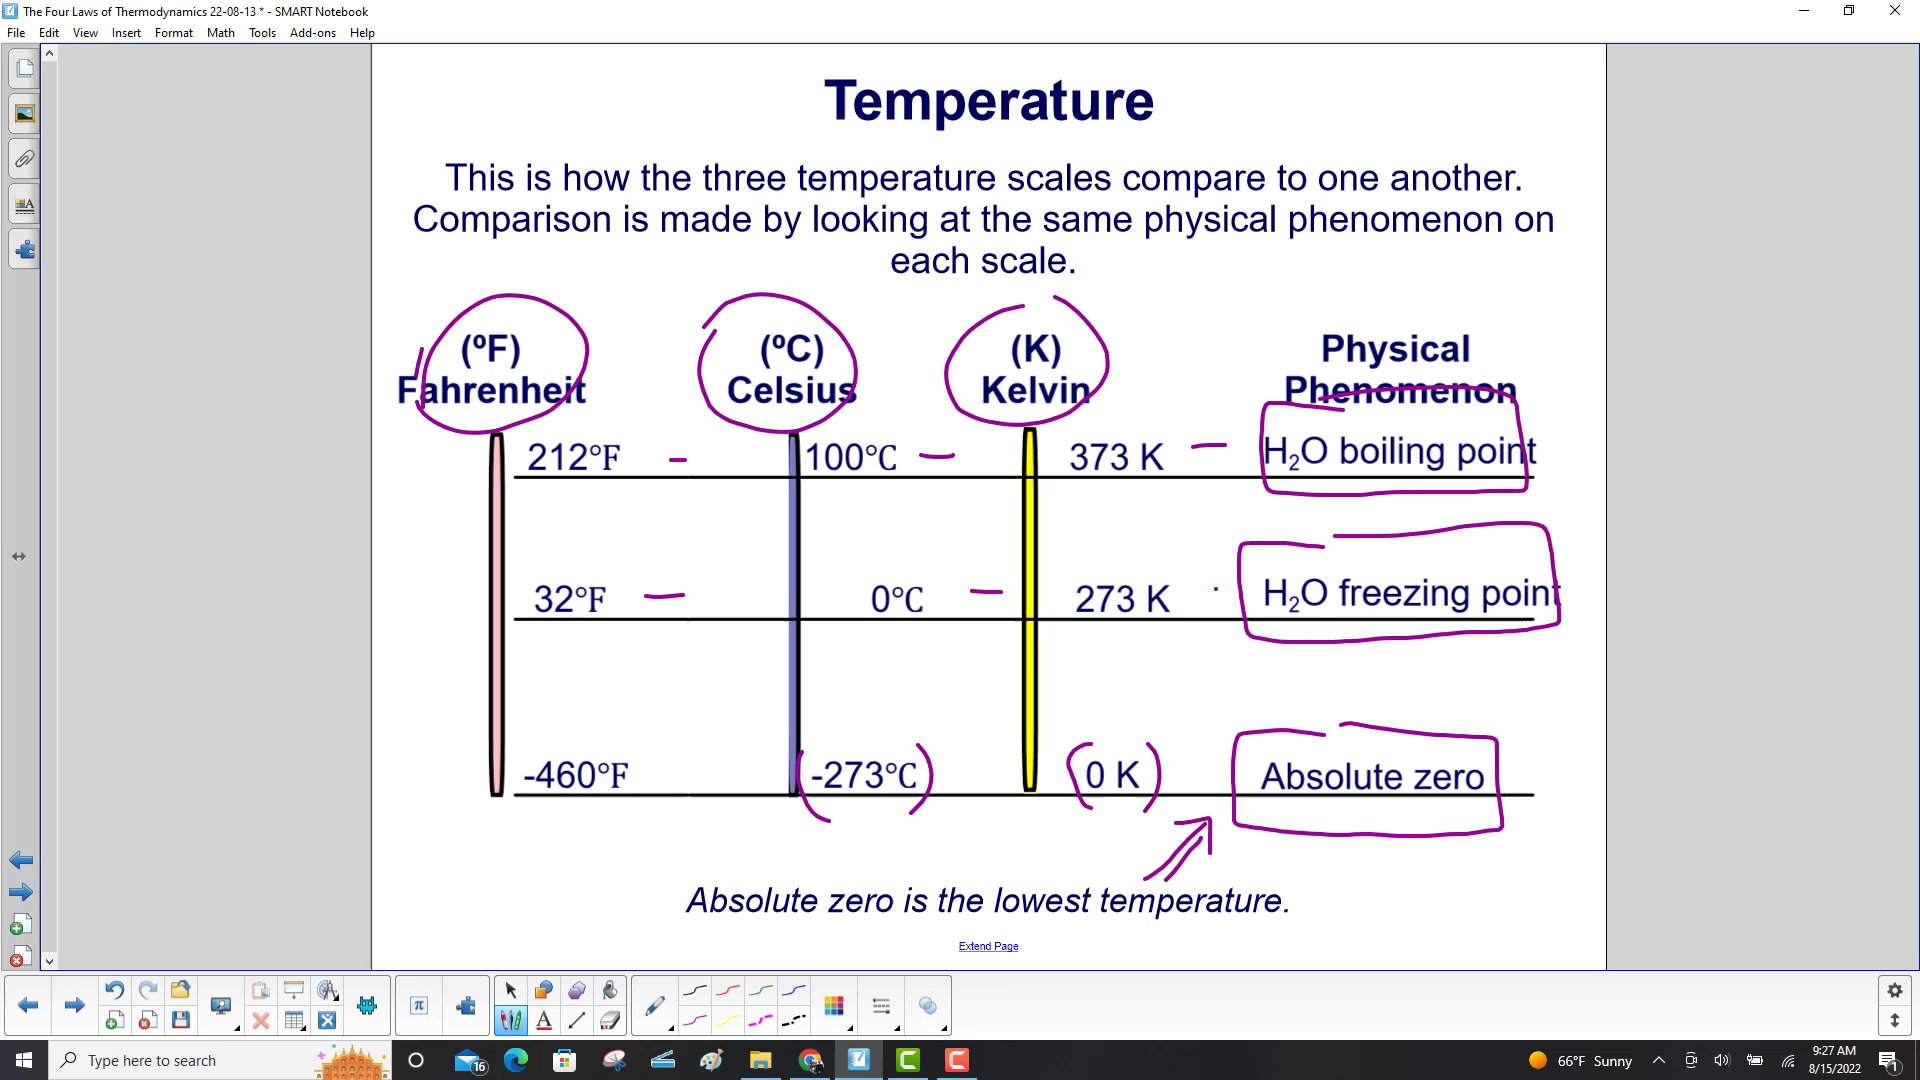 The Four Laws of Thermodynamics 22-08-13 * - SMART Notebook
File Edit View Insert Format Math Tools Add-ons Help
Temperature
This is how the three temperature scales compare to one another.
Comparison is made by looking at the same physical phenomenon on
each scale.
(ºF) (ºC) (K) Physical
Fahrenheit Celsius Kelvin Phenomenon
212°F 100°C 373 K H₂O boiling point
32°F 0°C 273 K H₂O freezing point
-460°F -273°C 0 K Absolute zero
Absolute zero is the lowest temperature.
Extend Page
π
A
Type here to search
16
66°F Sunny
9:27 AM
8/15/2022
1